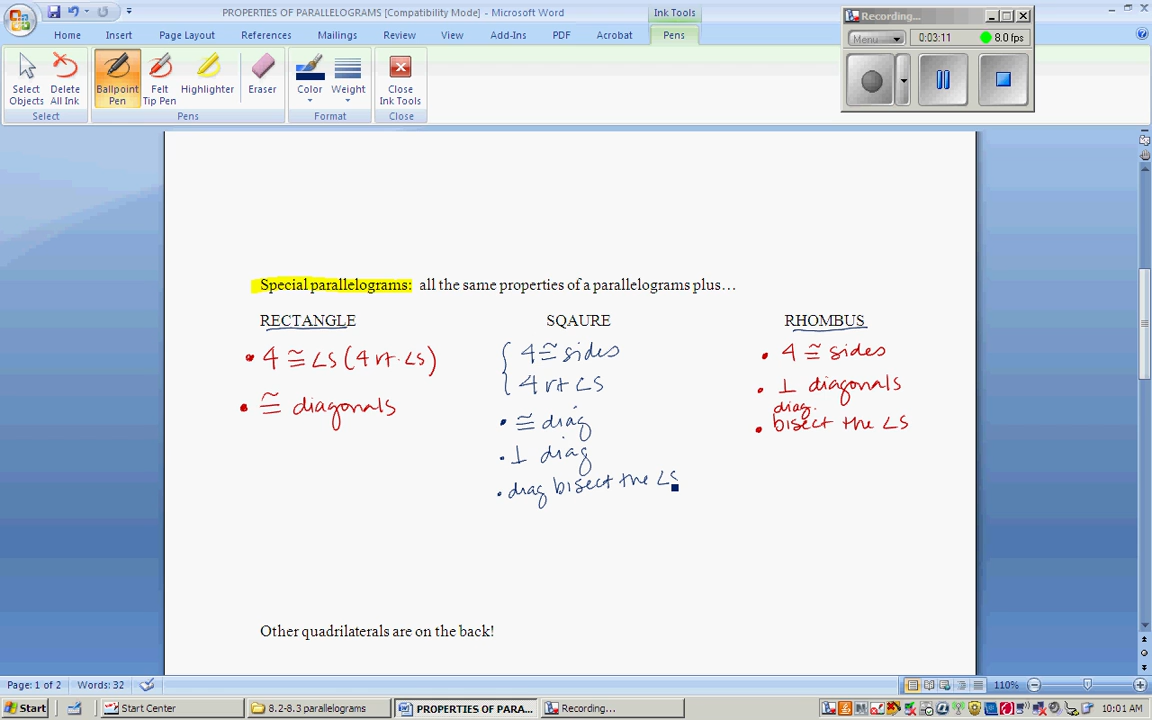 PROPERTIES OF PARALLELOGRAMS [Compatibility Mode] - Microsoft Word
Ink Tools
Recording...
Home Insert Page Layout References Mailings Review View Add-Ins PDF Acrobat Pens
Menu 0:03:11 8.0 fps
Select Objects
Delete All Ink
Ballpoint Pen
Felt Tip Pen
Highlighter
Eraser
Color
Weight
Close Ink Tools
Select Pens Format Close
Special parallelograms: all the same properties of a parallelograms plus…
RECTANGLE
• 4 ≅ ∠S (4 rt. ∠S)
• ≅ diagonals
SQAURE
4 ≅ sides
4 rt ∠S
• ≅ diag
• ⊥ diag
• diag bisect the ∠S
RHOMBUS
• 4 ≅ sides
• ⊥ diagonals
diag.
• bisect the ∠S
Other quadrilaterals are on the back!
Page: 1 of 2 Words: 32 110%
Start Start Center 8.2-8.3 parallelograms PROPERTIES OF PARA... Recording... 10:01 AM